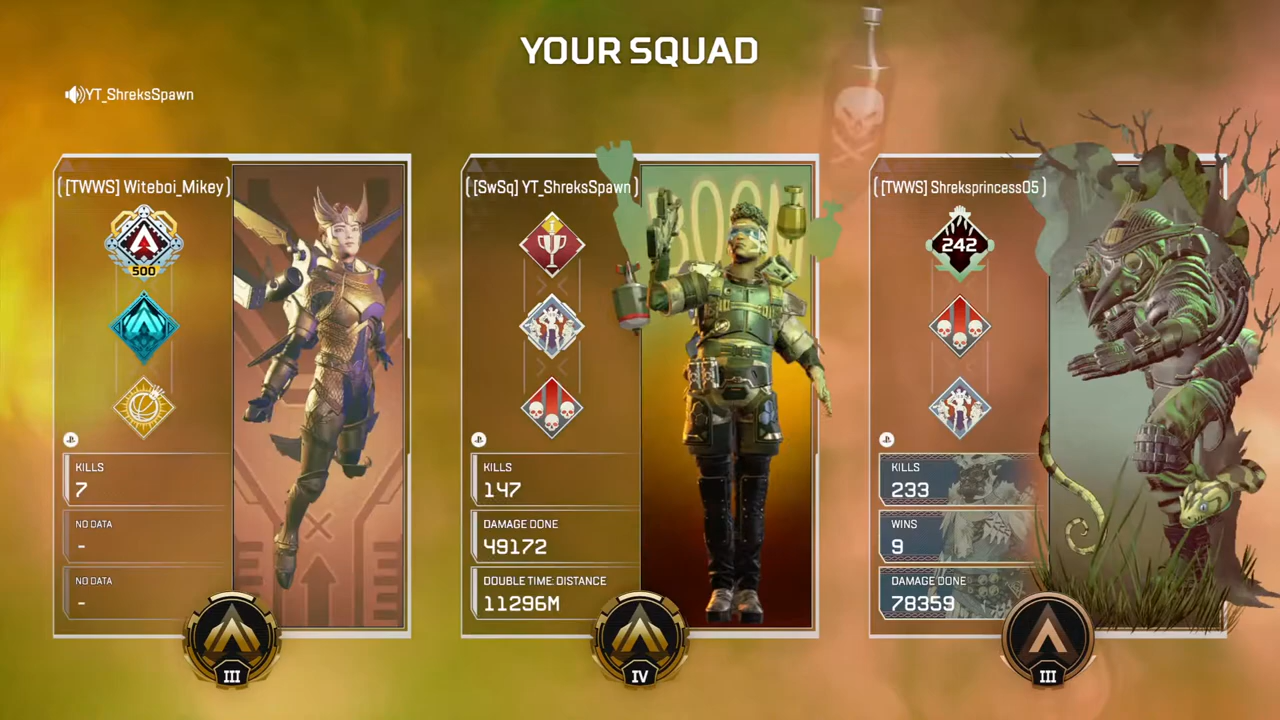 YOUR SQUAD
YT_ShreksSpawn
[TWWS] Witeboi_Mikey
500
KILLS
7
NO DATA
-
NO DATA
-
III
[SwSq] YT_ShreksSpawn
BOOM
KILLS
147
DAMAGE DONE
49172
DOUBLE TIME: DISTANCE
11296M
IV
[TWWS] Shreksprincess05
242
KILLS
233
WINS
9
DAMAGE DONE
78359
III